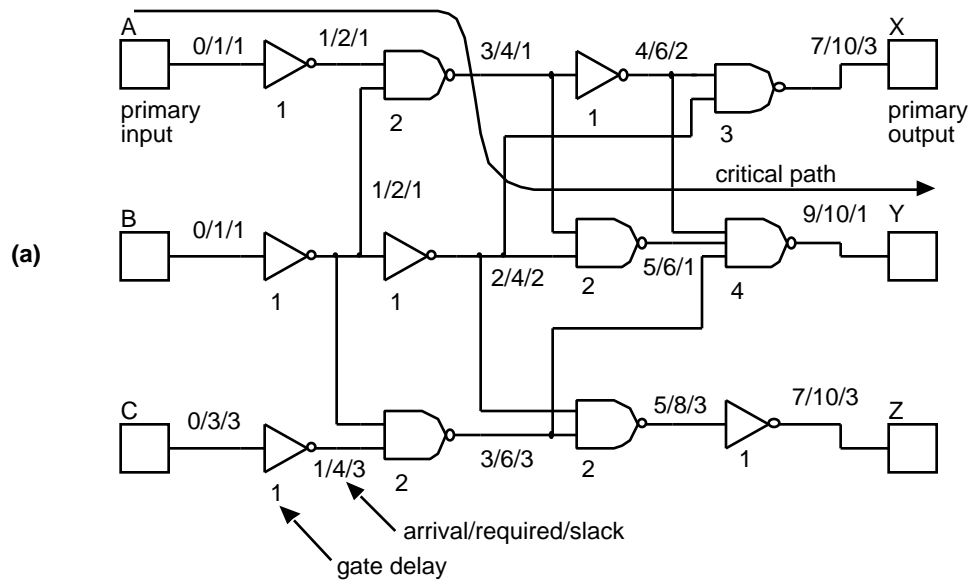 A
0/1/1
1/2/1
3/4/1
4/6/2
7/10/3
X
primary
input
1
2
1
3
primary
output
critical path
1/2/1
B
0/1/1
9/10/1
Y
(a)
1
1
2/4/2
2
5/6/1
4
C
0/3/3
5/8/3
7/10/3
Z
1
1/4/3
2
3/6/3
2
1
arrival/required/slack
gate delay